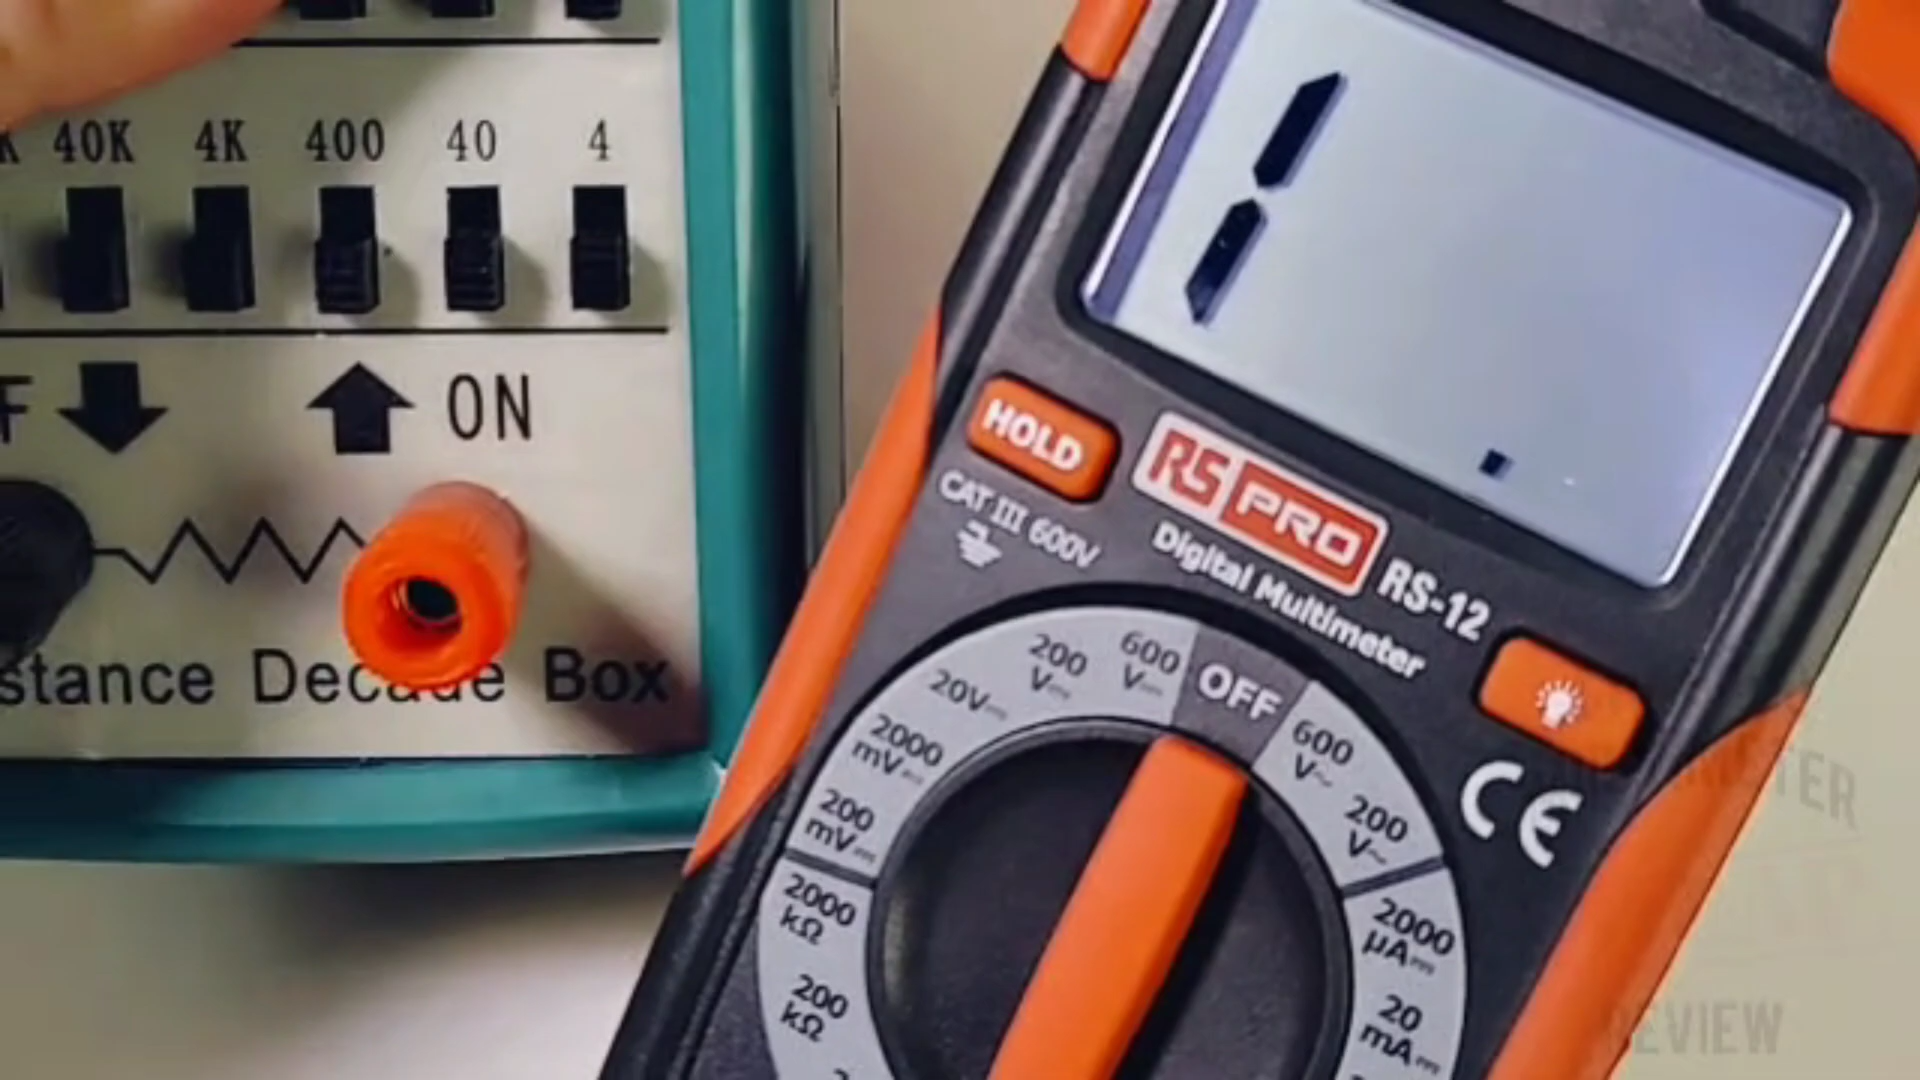 40K 4K 400 40 4
ON
stance Decade Box
1 .
HOLD
RS PRO
CAT III 600V
Digital Multimeter RS-12
OFF
600 V
200 V
20V
2000 mV
200 mV
2000 kΩ
200 kΩ
600 V~
200 V~
2000 µA
20 mA
CE
REVIEW